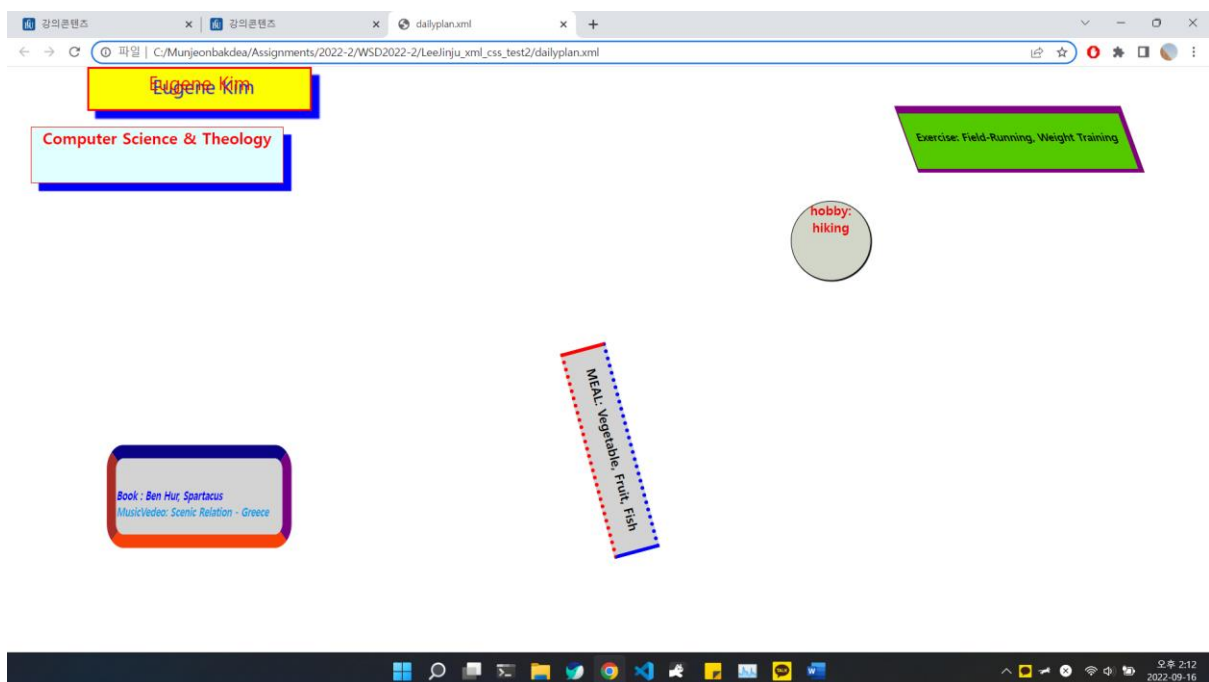 강의콘텐츠
강의콘텐츠
dailyplan.xml
파일 | C:/Munjeonbakdea/Assignments/2022-2/WSD2022-2/LeeJinju_xml_css_test2/dailyplan.xml
Eugene Kim
Computer Science & Theology
Exercise: Field-Running, Weight Training
hobby:
hiking
MEAL: Vegetable, Fruit, Fish
Book : Ben Hur, Spartacus
MusicVedeo: Scenic Relation - Greece
오후 2:12
2022-09-16